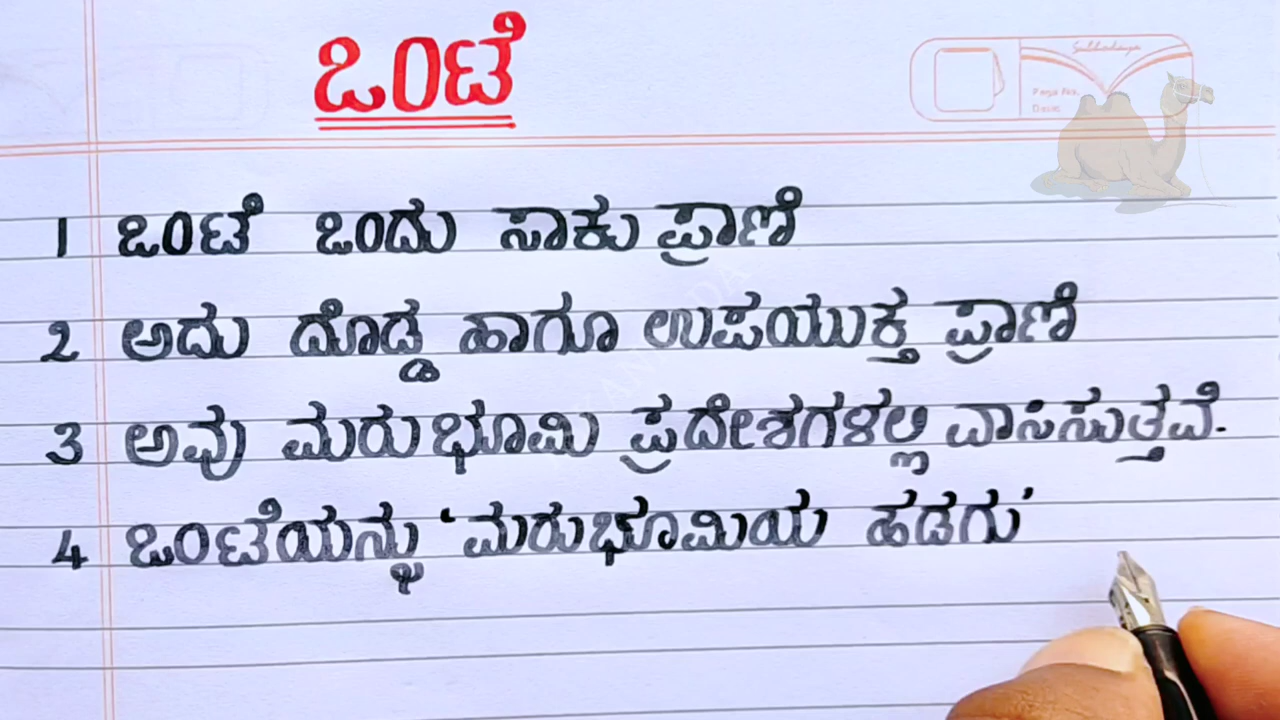 ಒಂಟೆ
1 ಒಂಟೆ ಒಂದು ಸಾಕು ಪ್ರಾಣಿ
2 ಅದು ದೊಡ್ಡ ಹಾಗೂ ಉಪಯುಕ್ತ ಪ್ರಾಣಿ
3 ಅವು ಮರುಭೂಮಿ ಪ್ರದೇಶಗಳಲ್ಲಿ ವಾಸಿಸುತ್ತವೆ.
4 ಒಂಟೆಯನ್ನು ‘ಮರುಭೂಮಿಯ ಹಡಗು’